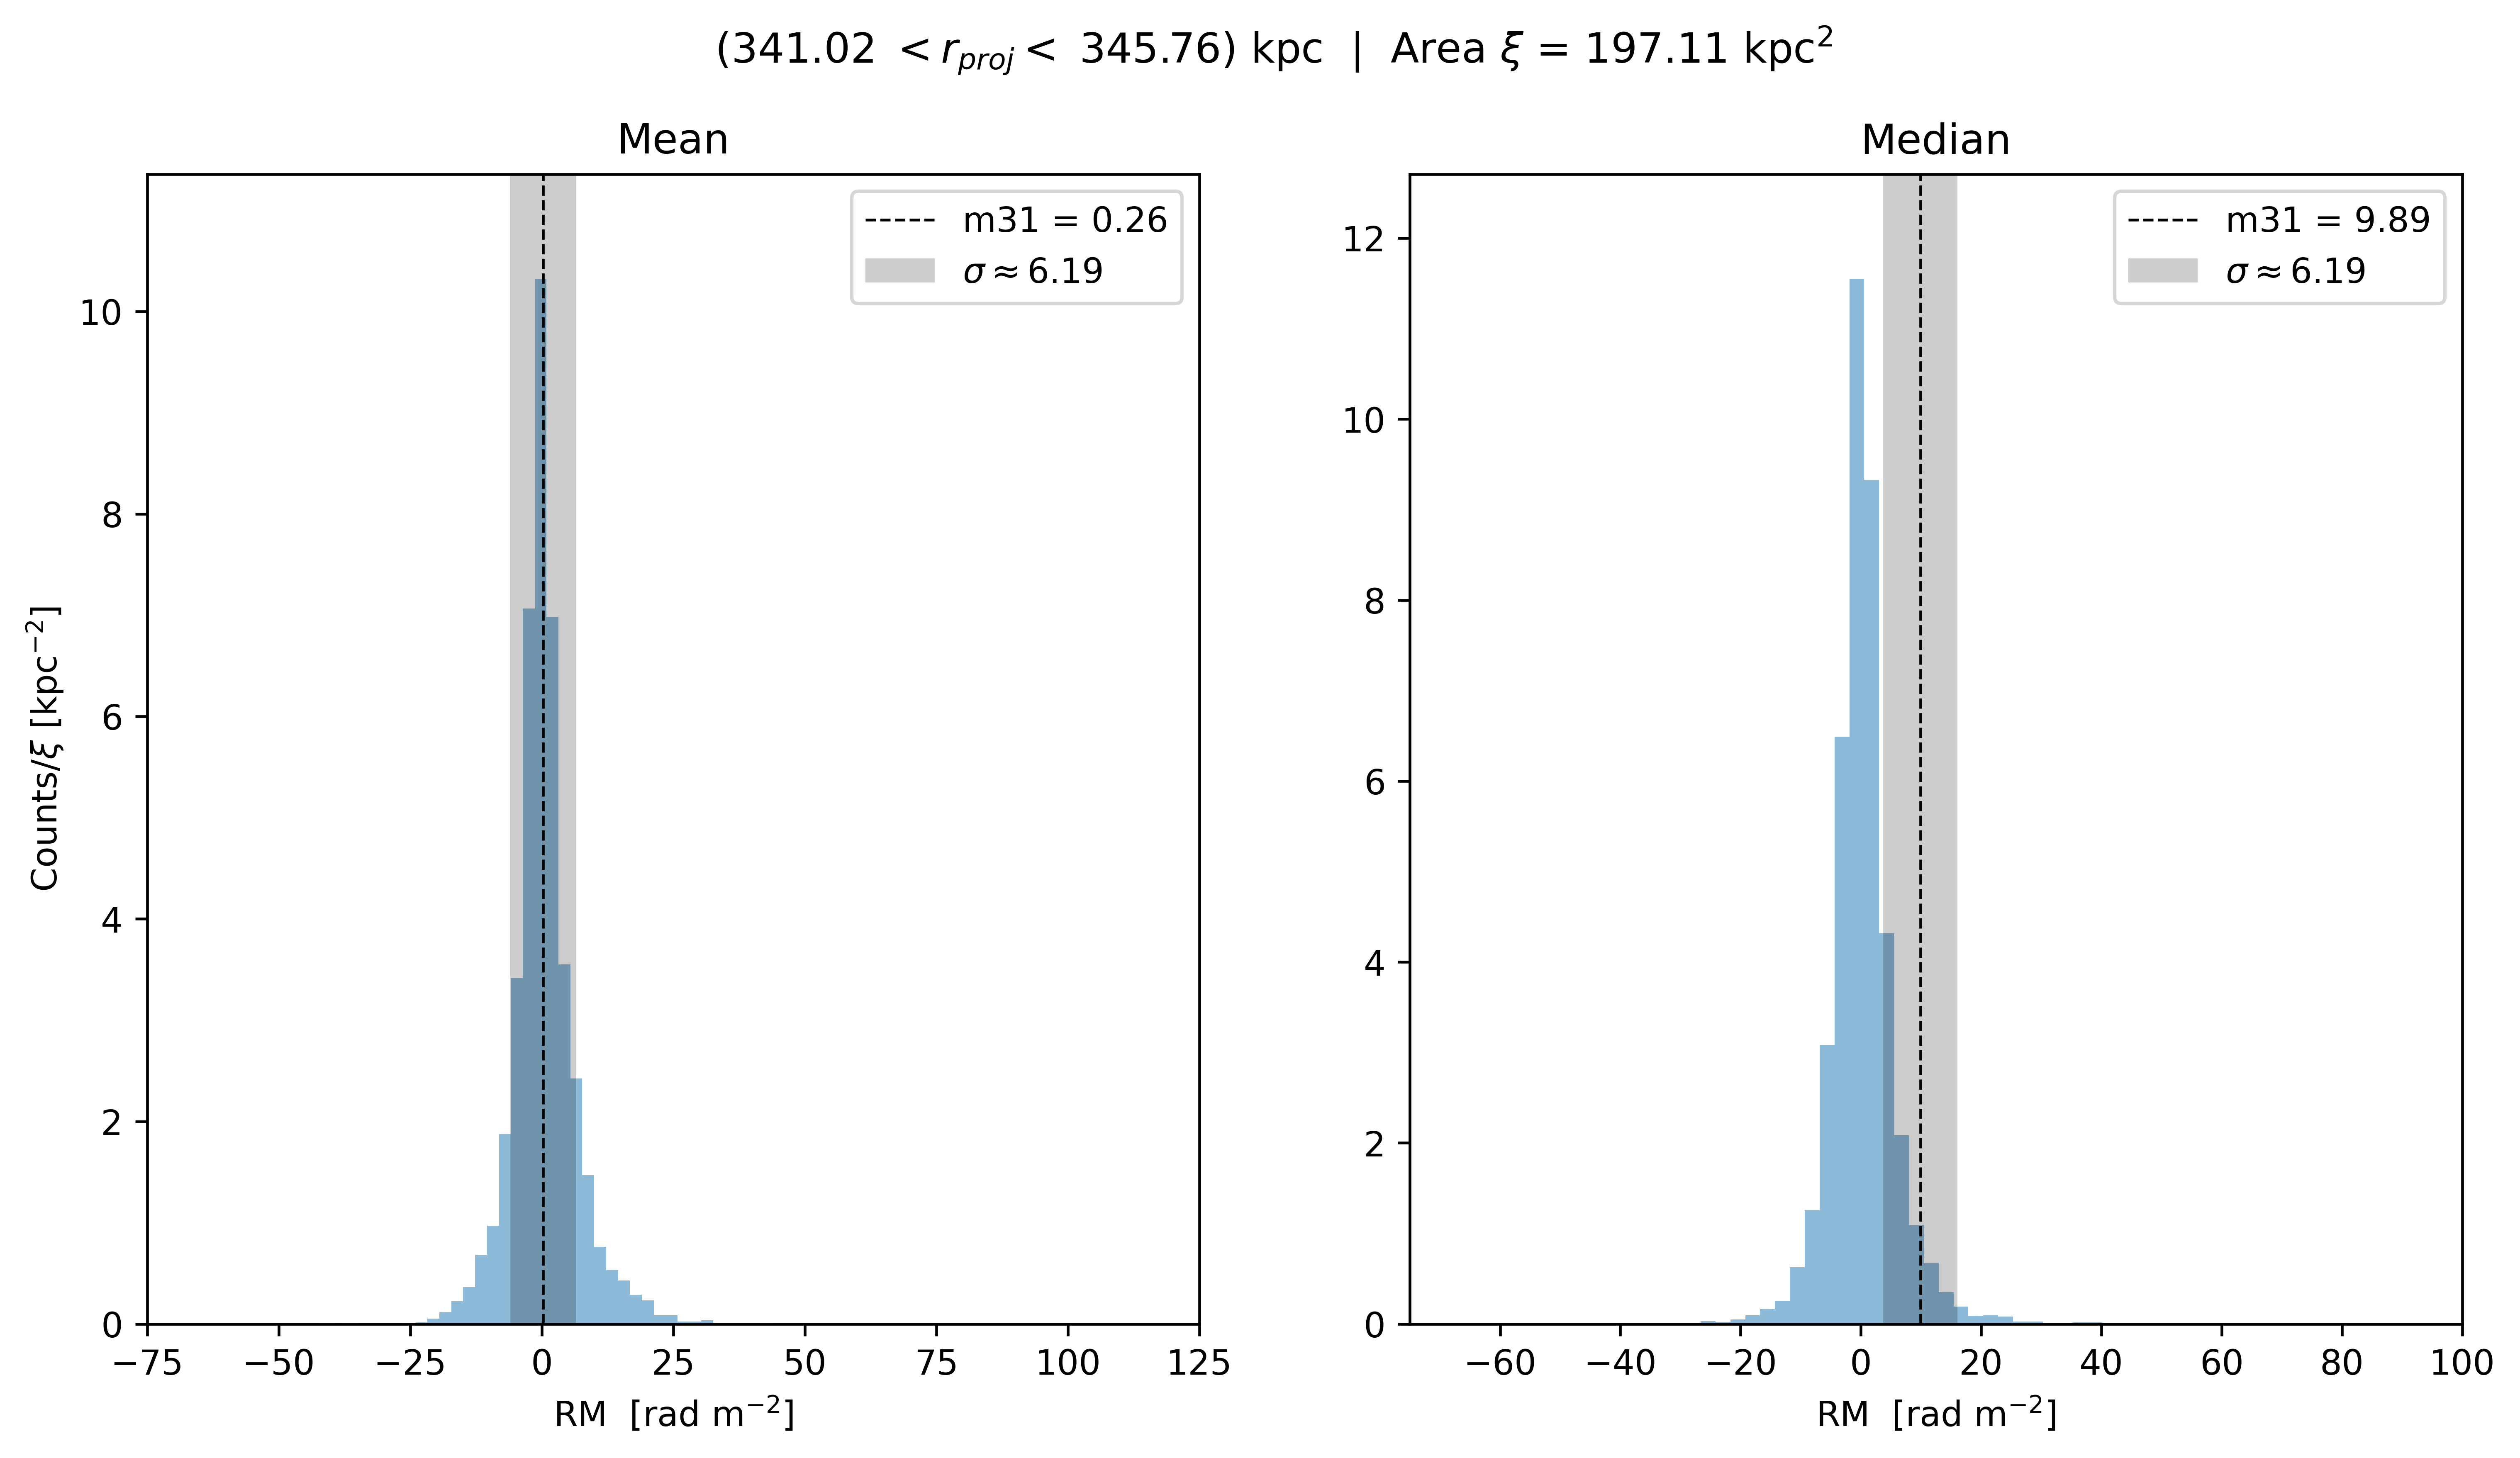 (341.02 < r_proj < 345.76) kpc | Area ξ = 197.11 kpc²
Mean
m31 = 0.26
σ ≈ 6.19
10
8
6
4
2
0
Counts/ξ [kpc⁻²]
−75 −50 −25 0 25 50 75 100 125
RM [rad m⁻²]
Median
m31 = 9.89
σ ≈ 6.19
12
10
8
6
4
2
0
−60 −40 −20 0 20 40 60 80 100
RM [rad m⁻²]